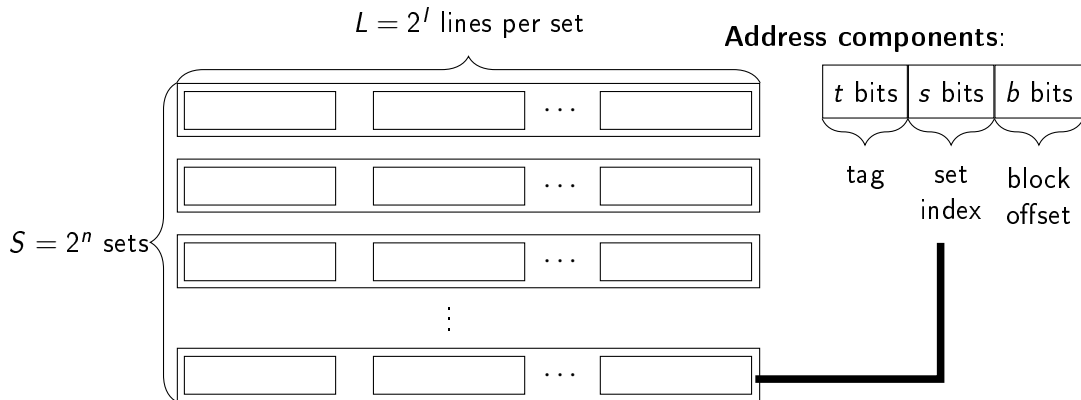 L = 2^l lines per set
Address components:
t bits s bits b bits
tag set index block offset
S = 2^n sets